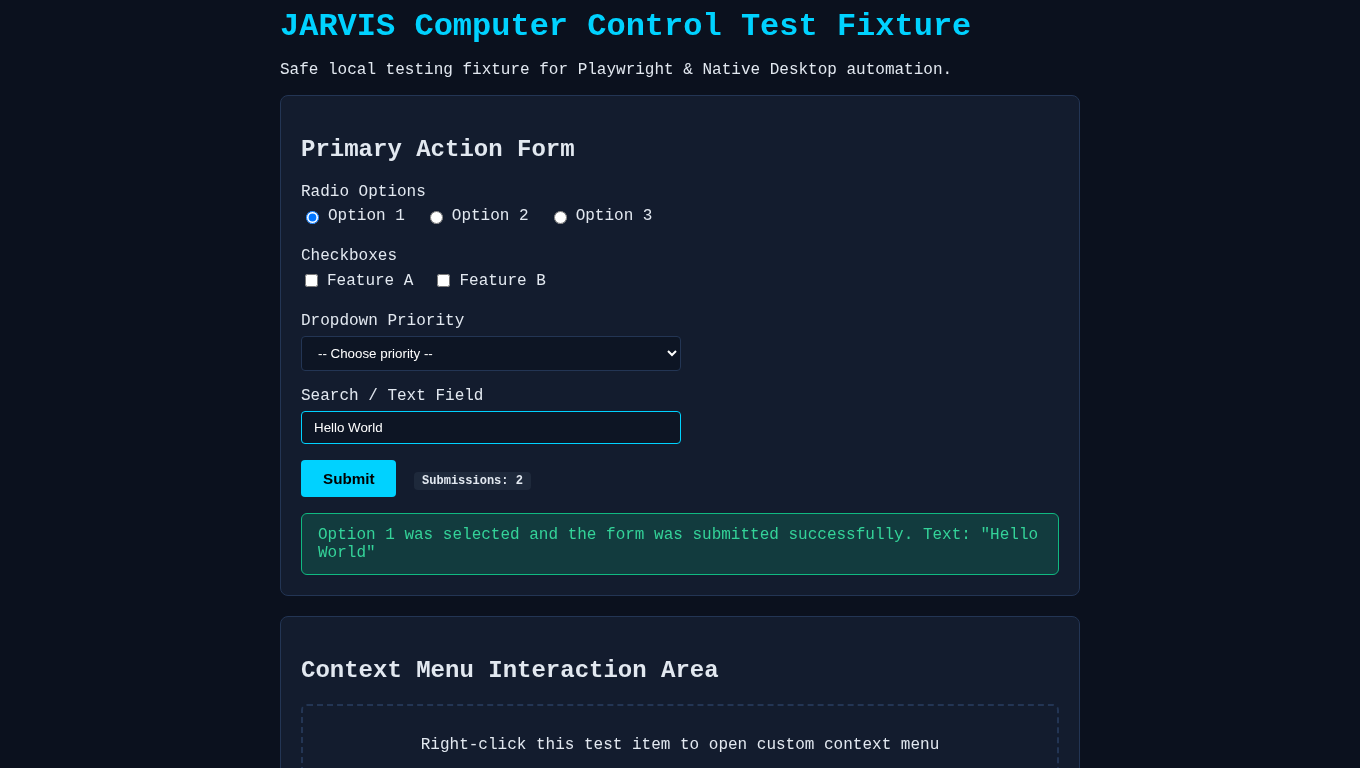 JARVIS Computer Control Test Fixture
Safe local testing fixture for Playwright & Native Desktop automation.
Primary Action Form
Radio Options
Option 1 Option 2 Option 3
Checkboxes
Feature A Feature B
Dropdown Priority
-- Choose priority --
Search / Text Field
Hello World
Submit Submissions: 2
Option 1 was selected and the form was submitted successfully. Text: "Hello
World"
Context Menu Interaction Area
Right-click this test item to open custom context menu